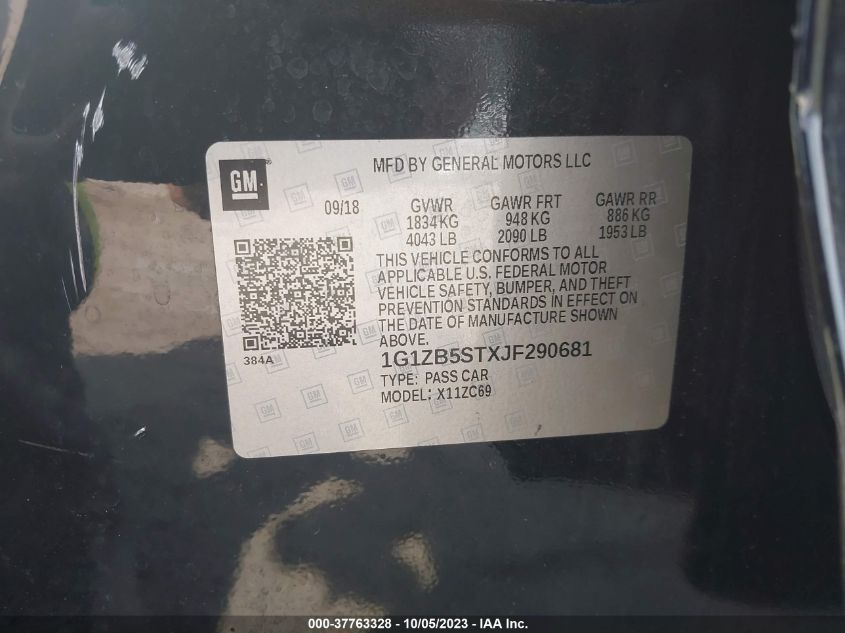 GM
MFD BY GENERAL MOTORS LLC
09/18
GVWR
1834 KG
4043 LB
GAWR FRT
948 KG
2090 LB
GAWR RR
886 KG
1953 LB
THIS VEHICLE CONFORMS TO ALL
APPLICABLE U.S. FEDERAL MOTOR
VEHICLE SAFETY, BUMPER, AND THEFT
PREVENTION STANDARDS IN EFFECT ON
THE DATE OF MANUFACTURE SHOWN
ABOVE.
384A
1G1ZB5STXJF290681
TYPE: PASS CAR
MODEL: X11ZC69
000-37763328 - 10/05/2023 - IAA Inc.